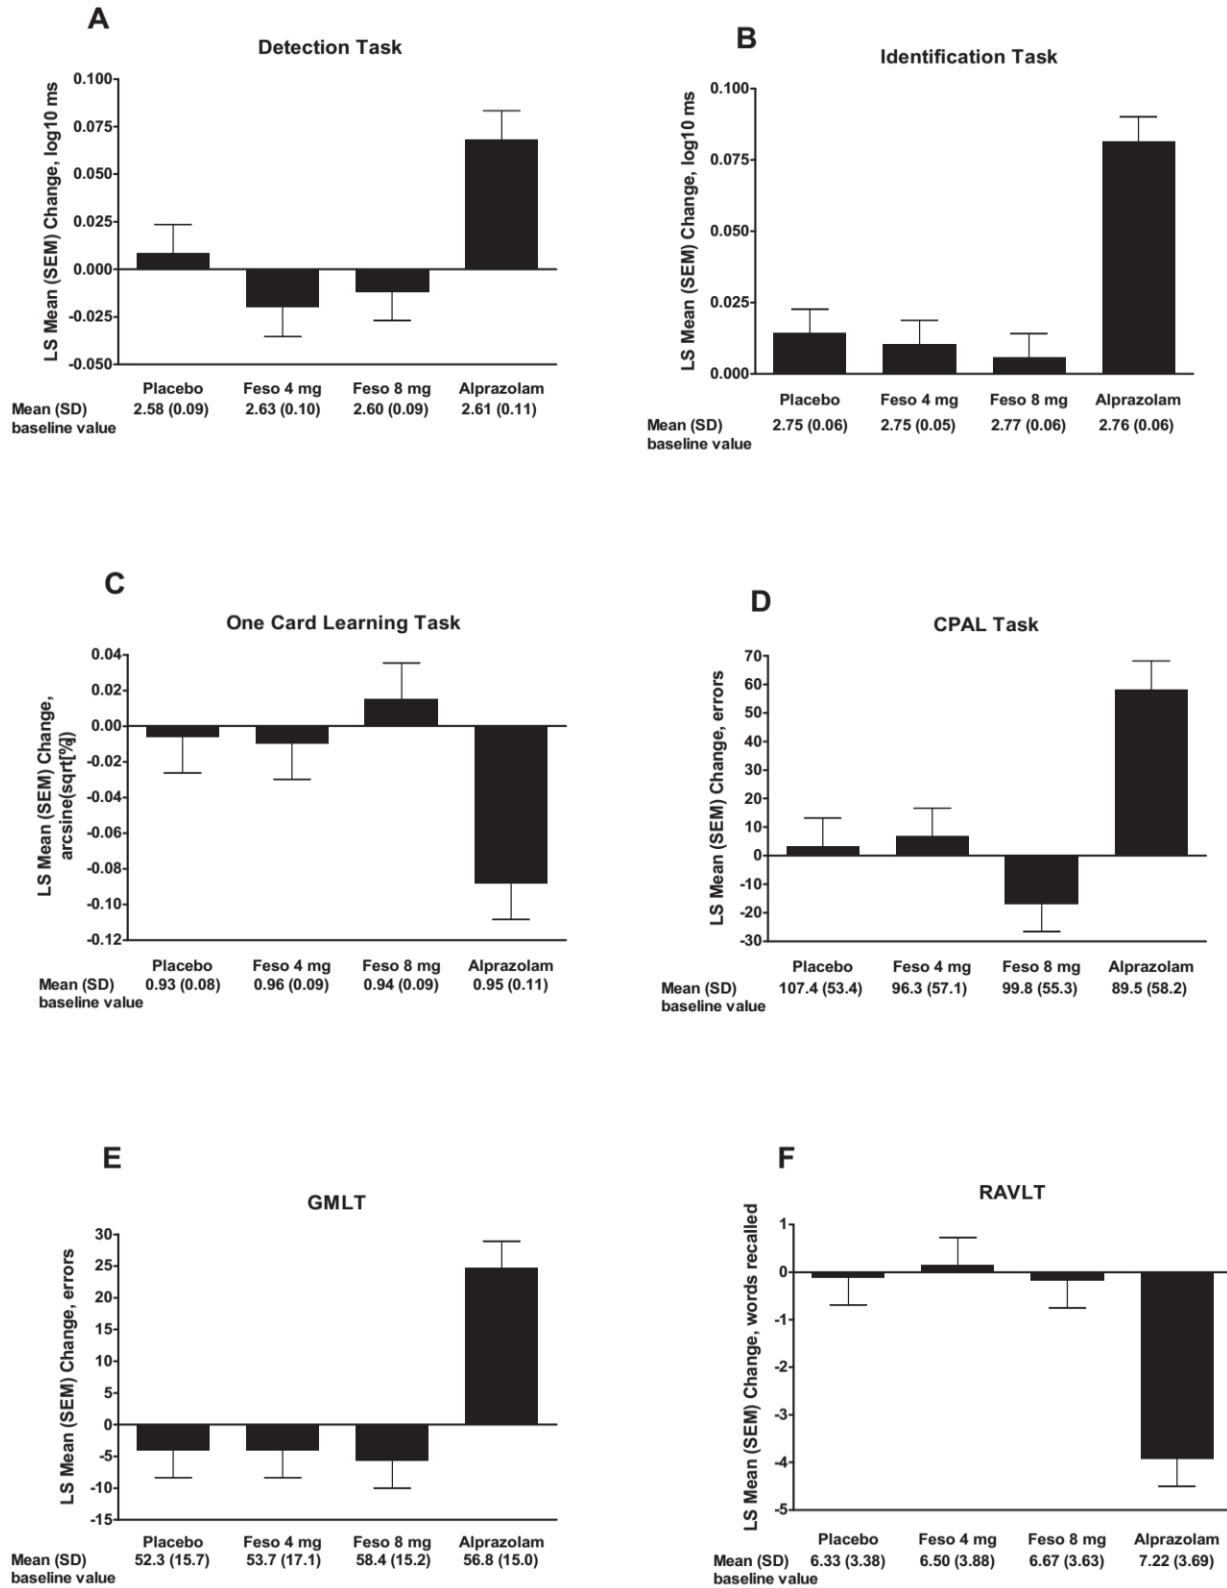 A
Detection Task
LS Mean (SEM) Change, log10 ms
0.100
0.075
0.050
0.025
0.000
-0.025
-0.050
Placebo Feso 4 mg Feso 8 mg Alprazolam
Mean (SD) 2.58 (0.09) 2.63 (0.10) 2.60 (0.09) 2.61 (0.11)
baseline value
B
Identification Task
LS Mean (SEM) Change, log10 ms
0.100
0.075
0.050
0.025
0.000
Placebo Feso 4 mg Feso 8 mg Alprazolam
Mean (SD) 2.75 (0.06) 2.75 (0.05) 2.77 (0.06) 2.76 (0.06)
baseline value
C
One Card Learning Task
LS Mean (SEM) Change,
arcsine(sqrt[%])
0.04
0.02
0.00
-0.02
-0.04
-0.06
-0.08
-0.10
-0.12
Placebo Feso 4 mg Feso 8 mg Alprazolam
Mean (SD) 0.93 (0.08) 0.96 (0.09) 0.94 (0.09) 0.95 (0.11)
baseline value
D
CPAL Task
LS Mean (SEM) Change, errors
70
60
50
40
30
20
10
0
-10
-20
-30
Placebo Feso 4 mg Feso 8 mg Alprazolam
Mean (SD) 107.4 (53.4) 96.3 (57.1) 99.8 (55.3) 89.5 (58.2)
baseline value
E
GMLT
LS Mean (SEM) Change, errors
30
25
20
15
10
5
0
-5
-10
-15
Placebo Feso 4 mg Feso 8 mg Alprazolam
Mean (SD) 52.3 (15.7) 53.7 (17.1) 58.4 (15.2) 56.8 (15.0)
baseline value
F
RAVLT
LS Mean (SEM) Change, words recalled
1
0
-1
-2
-3
-4
-5
Placebo Feso 4 mg Feso 8 mg Alprazolam
Mean (SD) 6.33 (3.38) 6.50 (3.88) 6.67 (3.63) 7.22 (3.69)
baseline value